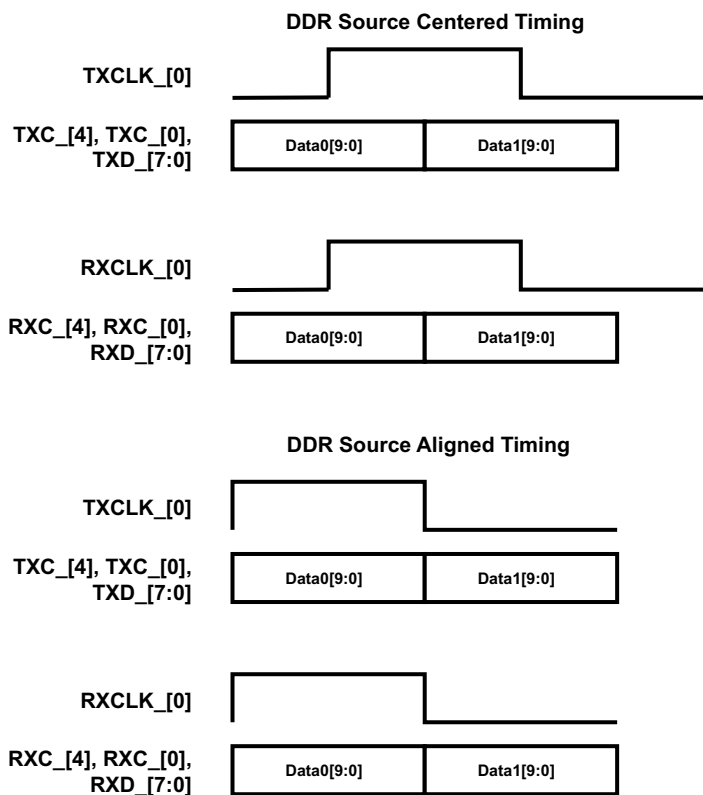 DDR Source Centered Timing
TXCLK_[0]
TXC_[4], TXC_[0],
TXD_[7:0]
Data0[9:0]
Data1[9:0]
RXCLK_[0]
RXC_[4], RXC_[0],
RXD_[7:0]
Data0[9:0]
Data1[9:0]
DDR Source Aligned Timing
TXCLK_[0]
TXC_[4], TXC_[0],
TXD_[7:0]
Data0[9:0]
Data1[9:0]
RXCLK_[0]
RXC_[4], RXC_[0],
RXD_[7:0]
Data0[9:0]
Data1[9:0]